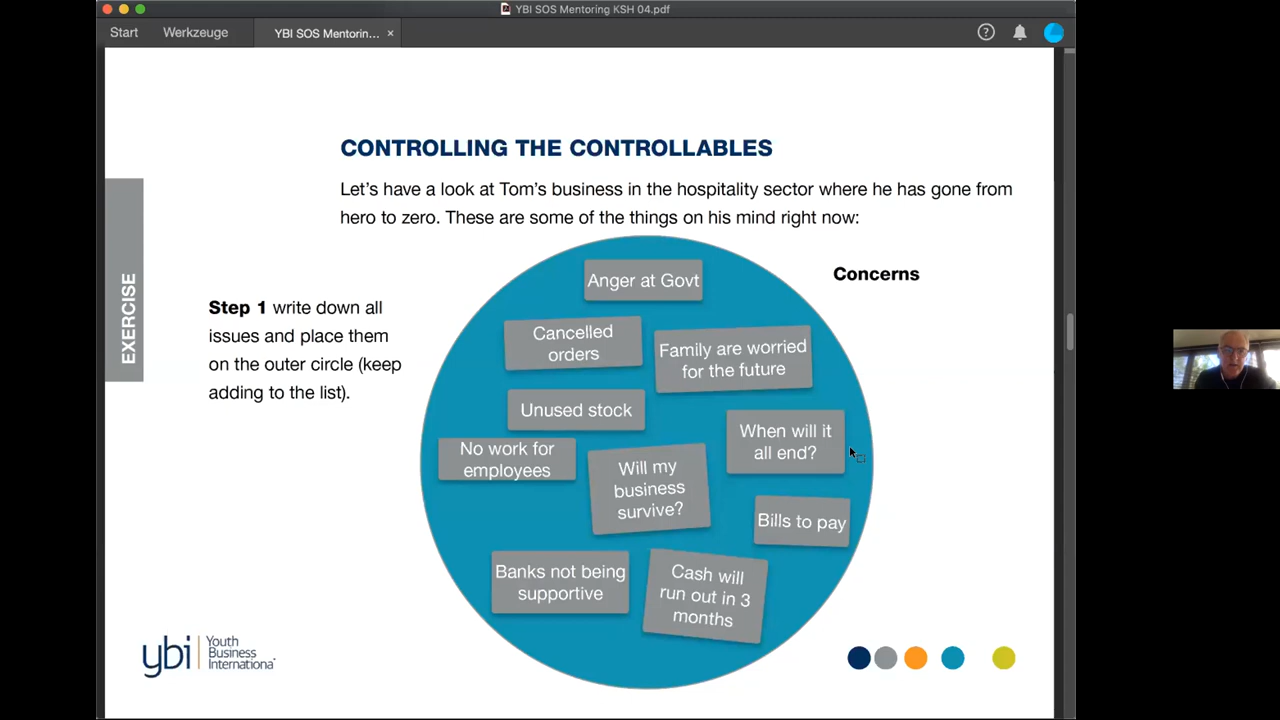 YBI SOS Mentoring KSH 04.pdf
Start
Werkzeuge
YBI SOS Mentorin... ×
CONTROLLING THE CONTROLLABLES
Let's have a look at Tom's business in the hospitality sector where he has gone from
hero to zero. These are some of the things on his mind right now:
EXERCISE
Concerns
Step 1 write down all
issues and place them
on the outer circle (keep
adding to the list).
Anger at Govt
Cancelled
orders
Family are worried
for the future
Unused stock
When will it
all end?
No work for
employees
Will my
business
survive?
Bills to pay
Banks not being
supportive
Cash will
run out in 3
months
ybi
Youth
Business
International